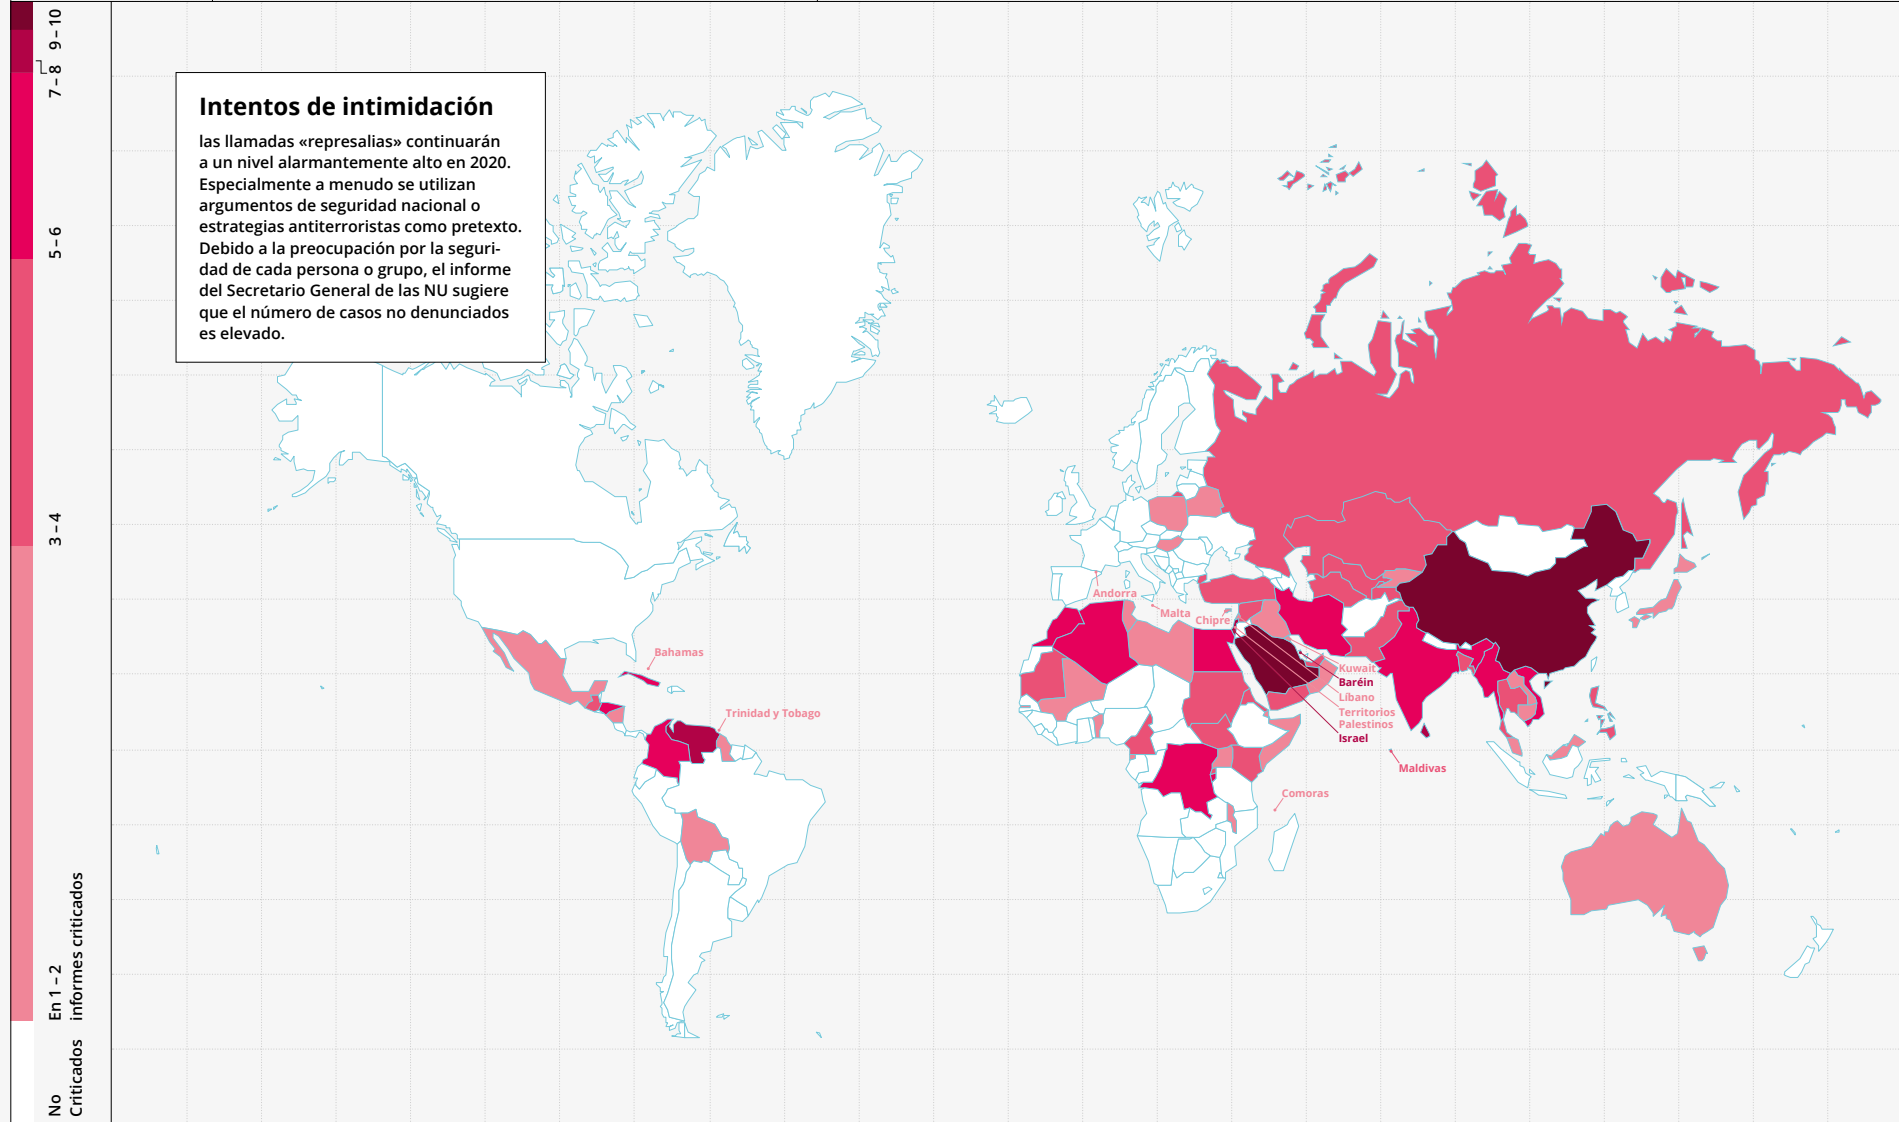 9 – 10
7 – 8
5 – 6
3 – 4
En 1 – 2
informes criticados
No
Criticados
Intentos de intimidación
las llamadas «represalias» continuarán
a un nivel alarmantemente alto en 2020.
Especialmente a menudo se utilizan
argumentos de seguridad nacional o
estrategias antiterroristas como pretexto.
Debido a la preocupación por la seguri-
dad de cada persona o grupo, el informe
del Secretario General de las NU sugiere
que el número de casos no denunciados
es elevado.
Andorra
Malta
Chipre
Bahamas
Kuwait
Baréin
Líbano
Territorios
Palestinos
Israel
Trinidad y Tobago
Maldivas
Comoras